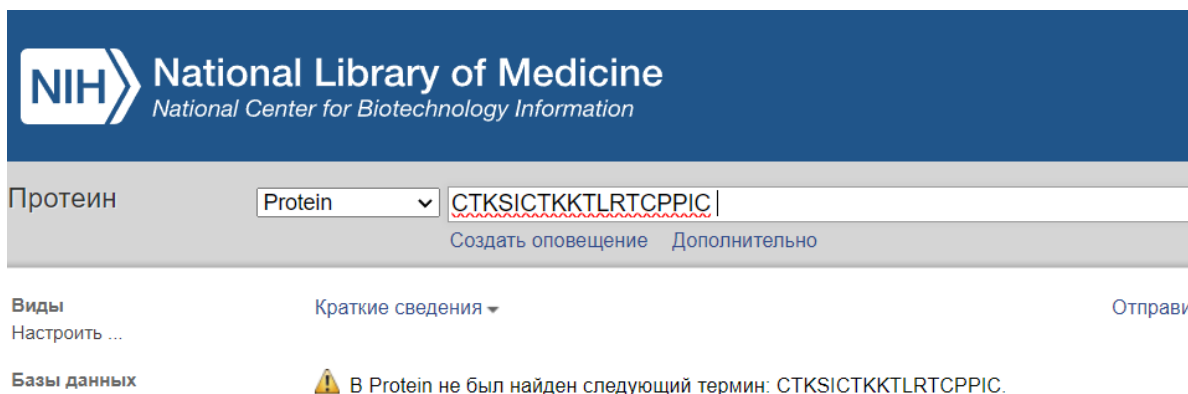 NIH
National Library of Medicine
National Center for Biotechnology Information
Протеин
Protein
CTKSICTKKTLRTCPPIC
Создать оповещение Дополнительно
Виды
Настроить ...
Краткие сведения
Отправи
Базы данных
В Protein не был найден следующий термин: CTKSICTKKTLRTCPPIC.